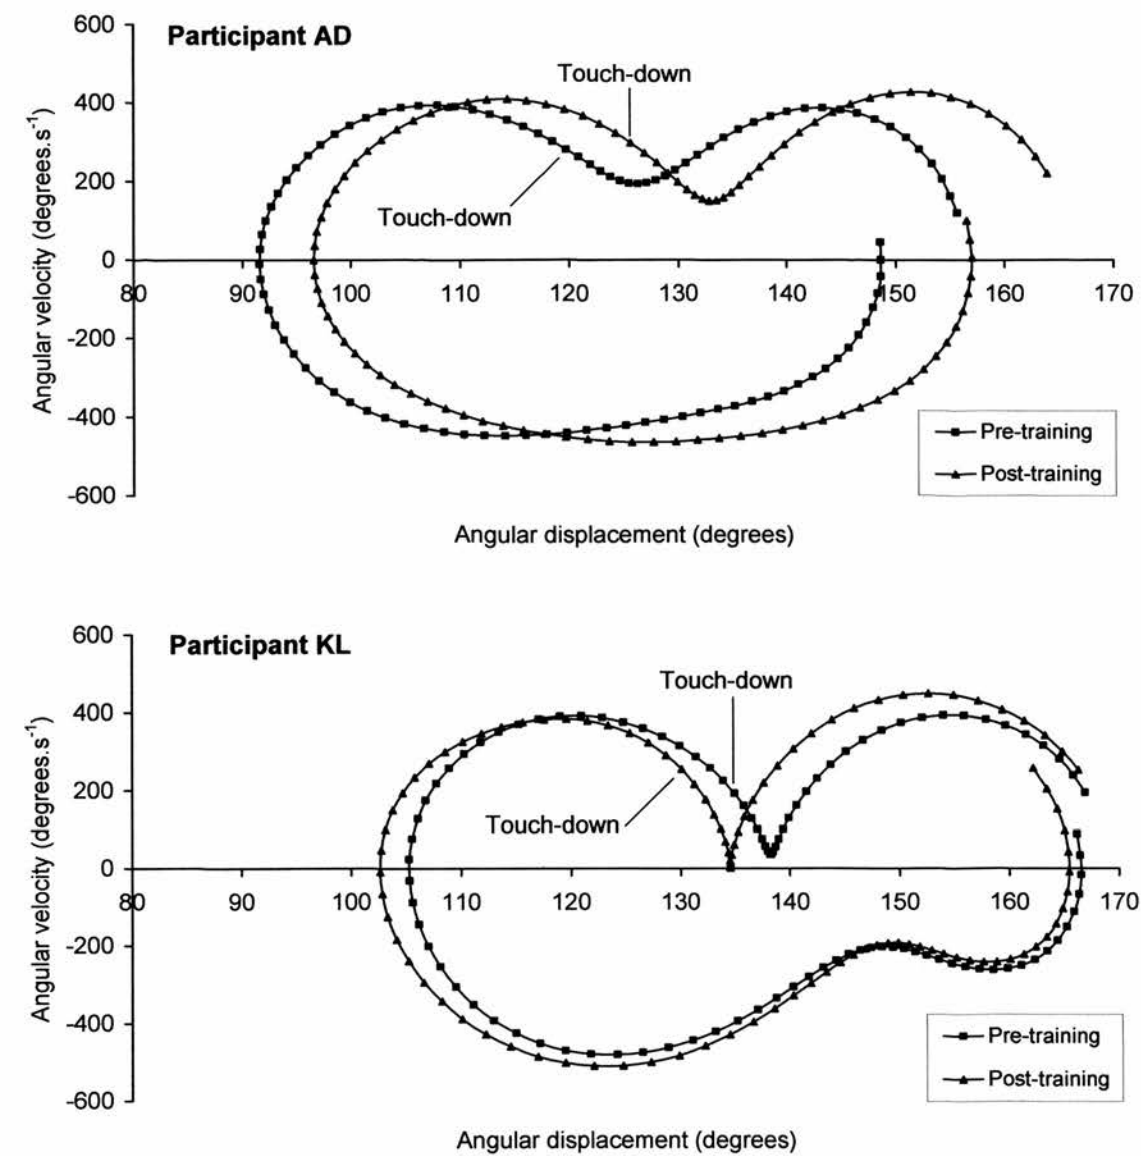 Participant AD
600
400
200
0
-200
-400
-600
80 90 100 110 120 130 140 150 160 170
Angular velocity (degrees.s-1)
Touch-down
Touch-down
Pre-training
Post-training
Angular displacement (degrees)
Participant KL
600
400
200
0
-200
-400
-600
80 90 100 110 120 130 140 150 160 170
Angular velocity (degrees.s-1)
Touch-down
Touch-down
Pre-training
Post-training
Angular displacement (degrees)